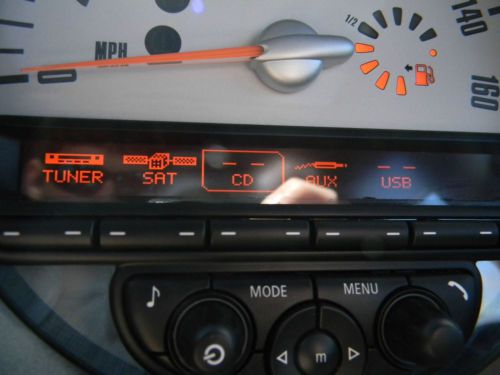 1/2
140
0 MPH
160
TUNER SAT CD AUX USB
MODE MENU
m